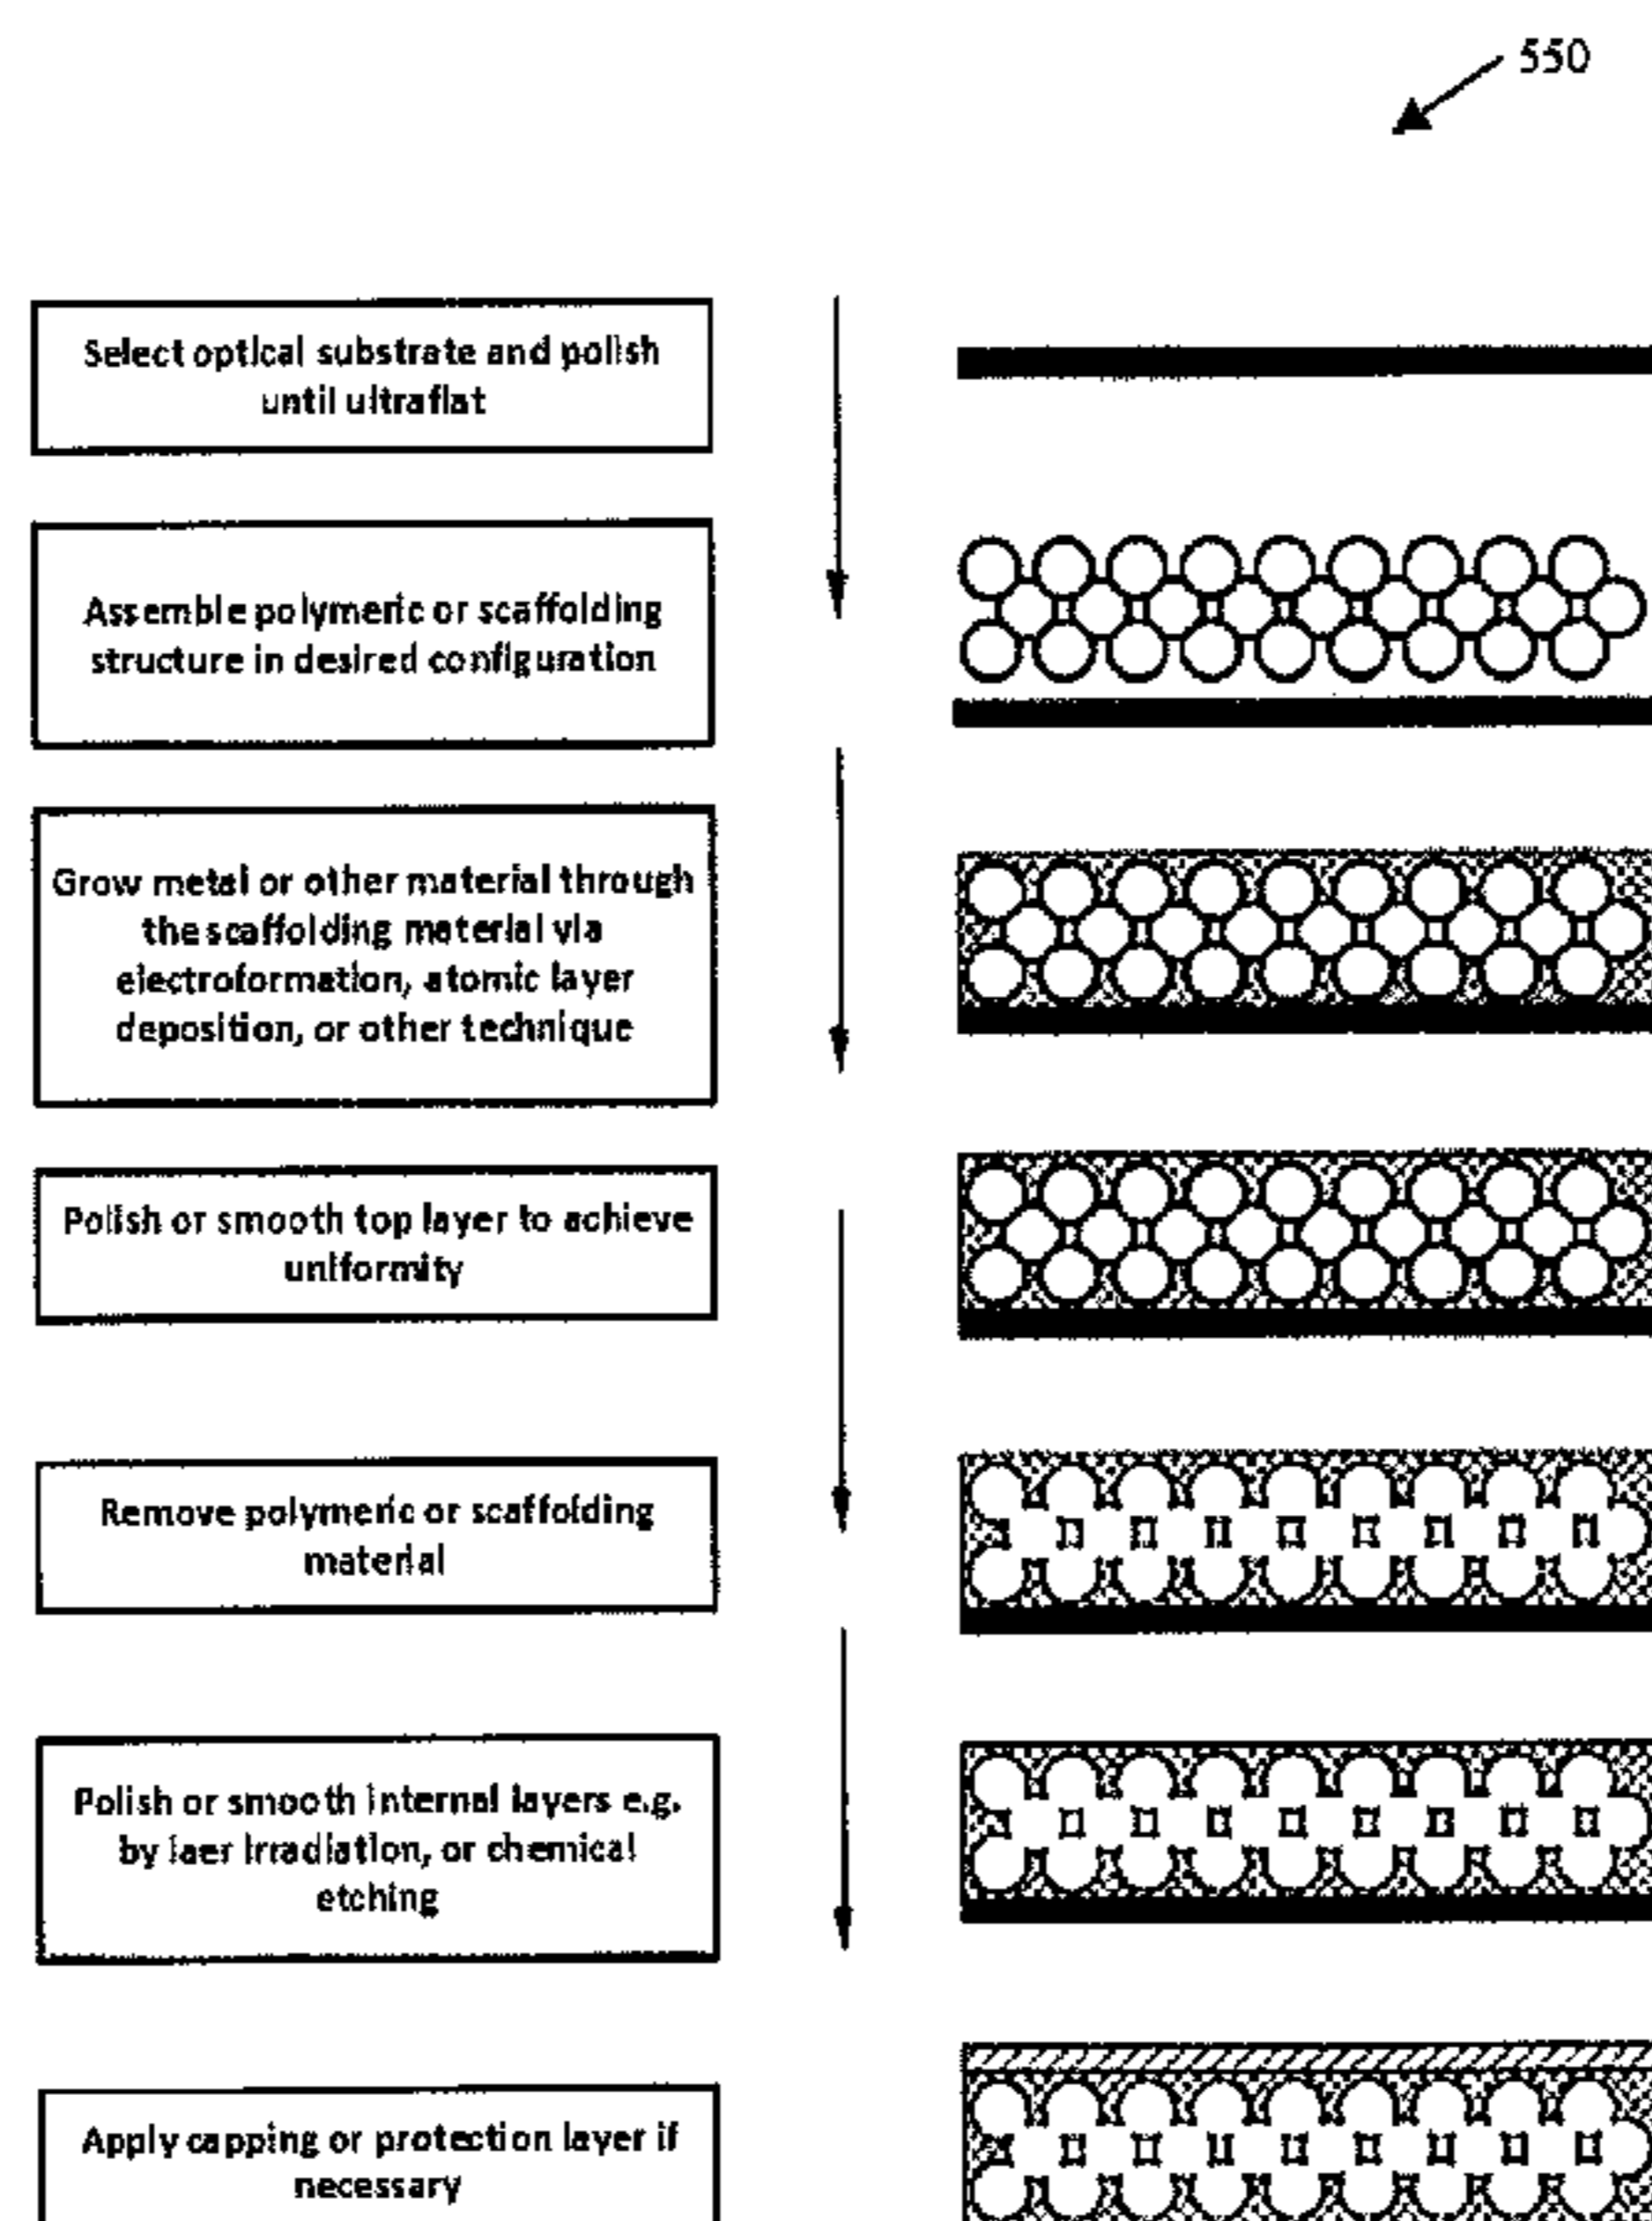 550
Select optical substrate and polish
until ultraflat
Assemble polymeric or scaffolding
structure in desired configuration
Grow metal or other material through
the scaffolding material via
electroformation, atomic layer
deposition, or other technique
Polish or smooth top layer to achieve
uniformity
Remove polymeric or scaffolding
material
Polish or smooth internal layers e.g.
by laer irradiation, or chemical
etching
Apply capping or protection layer if
necessary